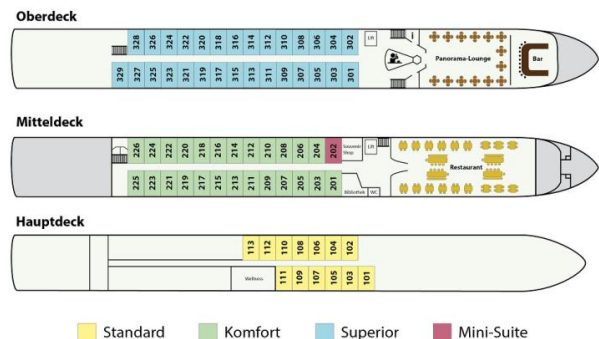 Oberdeck
328 326 324 322 320 318 316 314 312 310 308 306 304 302
Lift
329 327 325 323 321 319 317 315 313 311 309 307 305 303 301
Panorama-Lounge
Bar
Mitteldeck
226 224 222 220 218 216 214 212 210 208 206 204 202
Souvenir
Shop
Lift
225 223 221 219 217 215 213 211 209 207 205 203 201
Bibliothek
WC
Restaurant
Hauptdeck
113 112 110 108 106 104 102
Wellness
111 109 107 105 103 101
Standard
Komfort
Superior
Mini-Suite